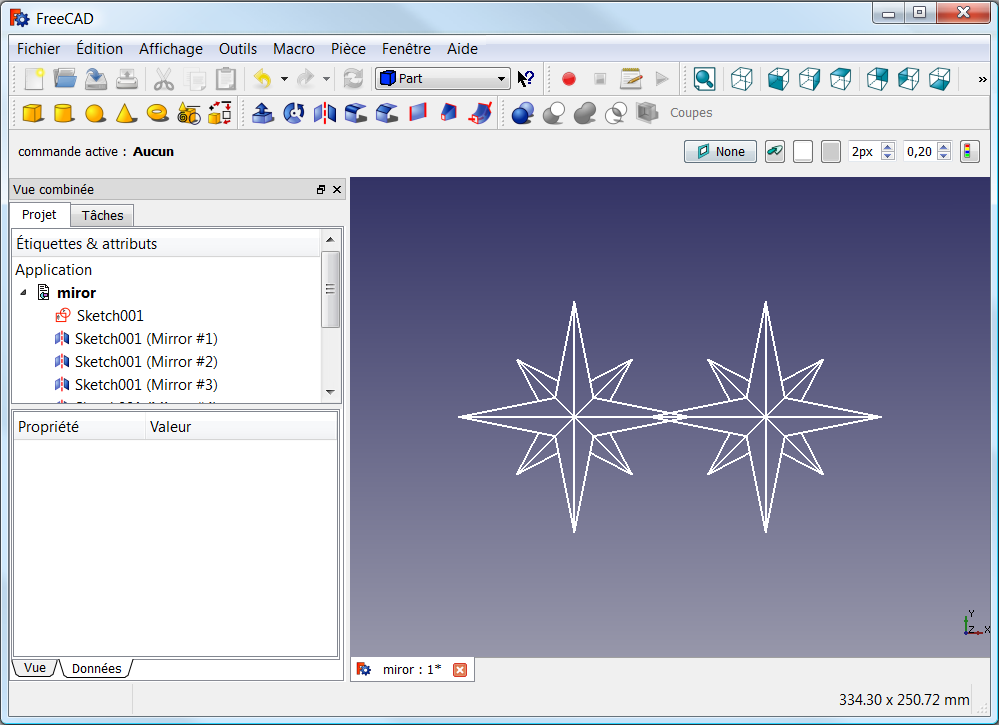 FreeCAD
Fichier Édition Affichage Outils Macro Pièce Fenêtre Aide
Part
»
Coupes
commande active : Aucun
None
2px
0,20
Vue combinée
Projet Tâches
Étiquettes & attributs
Application
miror
Sketch001
Sketch001 (Mirror #1)
Sketch001 (Mirror #2)
Sketch001 (Mirror #3)
Propriété Valeur
Y
Z X
Vue Données
miror : 1*
334.30 x 250.72 mm